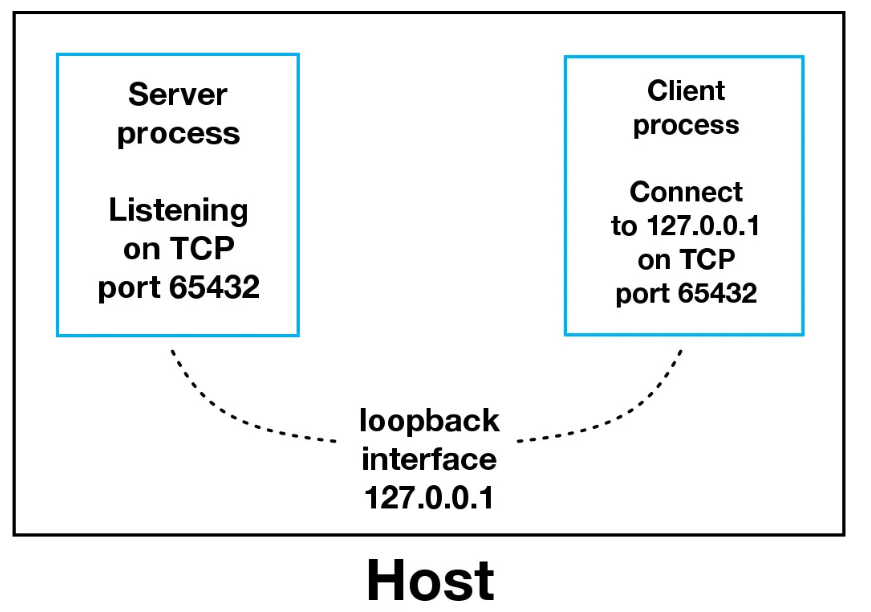 Server
process
Listening
on TCP
port 65432
Client
process
Connect
to 127.0.0.1
on TCP
port 65432
loopback
interface
127.0.0.1
Host